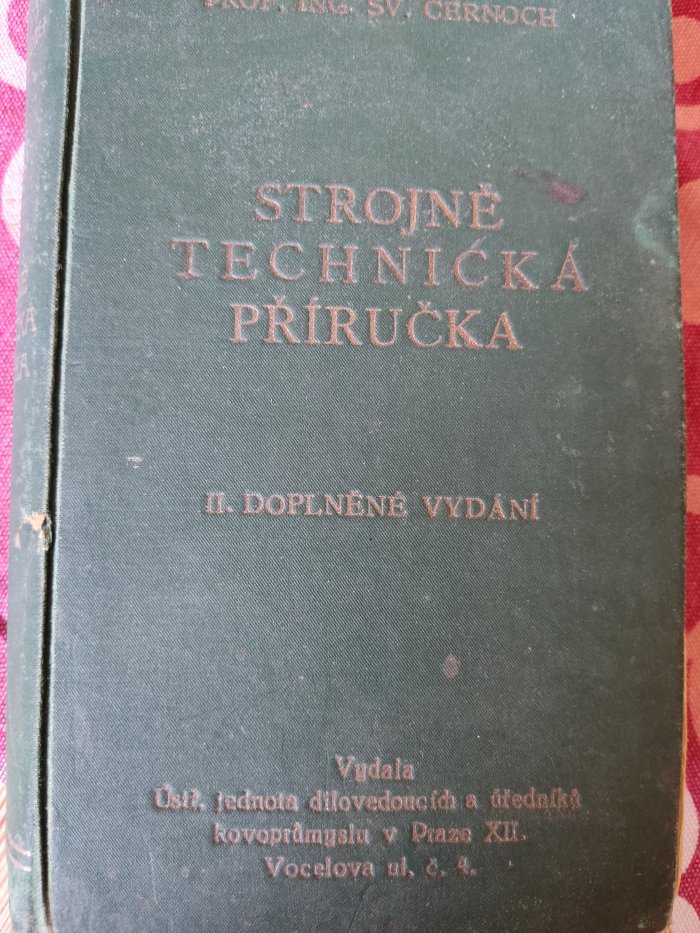 PROF. ING. SV. ČERNOCH
STROJNĚ
TECHNICKÁ
PŘÍRUČKA
II. DOPLNĚNÉ VYDÁNÍ
Vydala
Ústř. jednota dílovedoucích a úředníků
kovoprůmyslu v Praze XII.
Vocelova ul. č. 4.